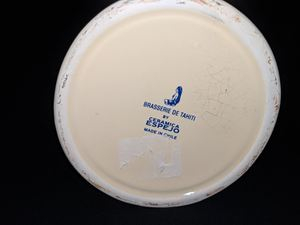 BRASSERIE DE TAHITI
BY
CERAMICA
ESPEJO
MADE IN CHILE